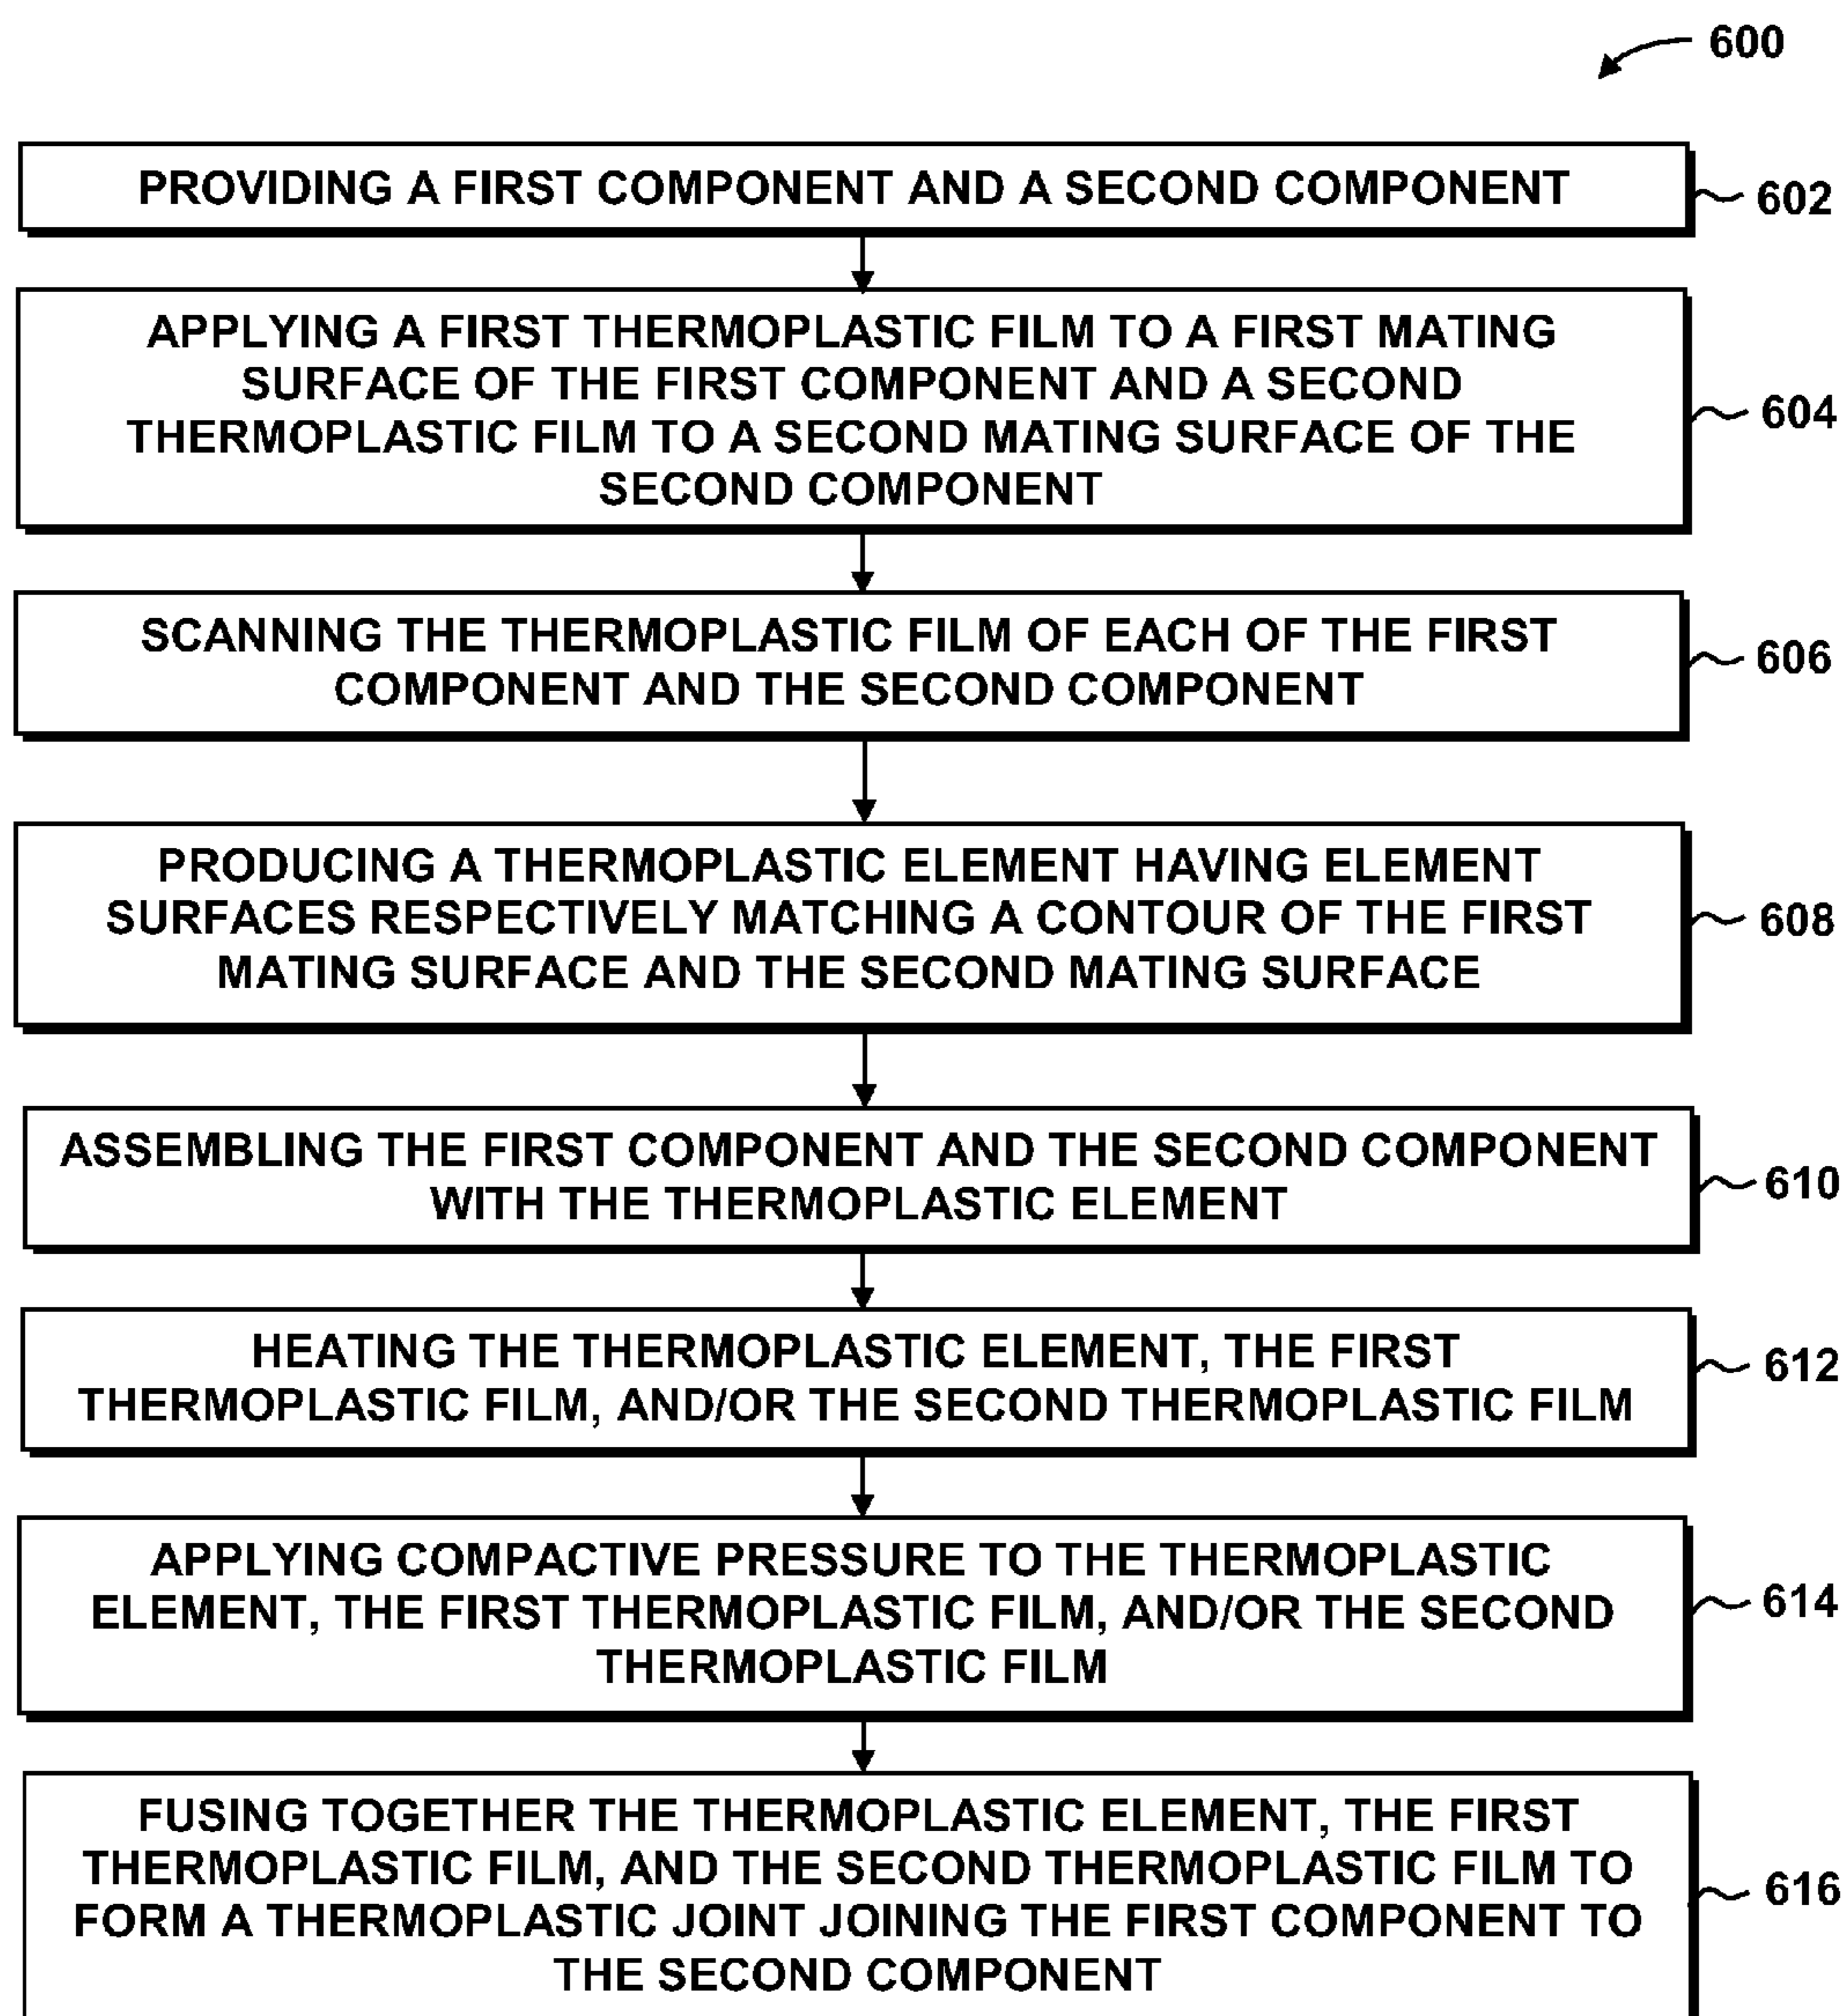 600
PROVIDING A FIRST COMPONENT AND A SECOND COMPONENT
602
APPLYING A FIRST THERMOPLASTIC FILM TO A FIRST MATING
SURFACE OF THE FIRST COMPONENT AND A SECOND
THERMOPLASTIC FILM TO A SECOND MATING SURFACE OF THE
SECOND COMPONENT
604
SCANNING THE THERMOPLASTIC FILM OF EACH OF THE FIRST
COMPONENT AND THE SECOND COMPONENT
606
PRODUCING A THERMOPLASTIC ELEMENT HAVING ELEMENT
SURFACES RESPECTIVELY MATCHING A CONTOUR OF THE FIRST
MATING SURFACE AND THE SECOND MATING SURFACE
608
ASSEMBLING THE FIRST COMPONENT AND THE SECOND COMPONENT
WITH THE THERMOPLASTIC ELEMENT
610
HEATING THE THERMOPLASTIC ELEMENT, THE FIRST
THERMOPLASTIC FILM, AND/OR THE SECOND THERMOPLASTIC FILM
612
APPLYING COMPACTIVE PRESSURE TO THE THERMOPLASTIC
ELEMENT, THE FIRST THERMOPLASTIC FILM, AND/OR THE SECOND
THERMOPLASTIC FILM
614
FUSING TOGETHER THE THERMOPLASTIC ELEMENT, THE FIRST
THERMOPLASTIC FILM, AND THE SECOND THERMOPLASTIC FILM TO
FORM A THERMOPLASTIC JOINT JOINING THE FIRST COMPONENT TO
THE SECOND COMPONENT
616